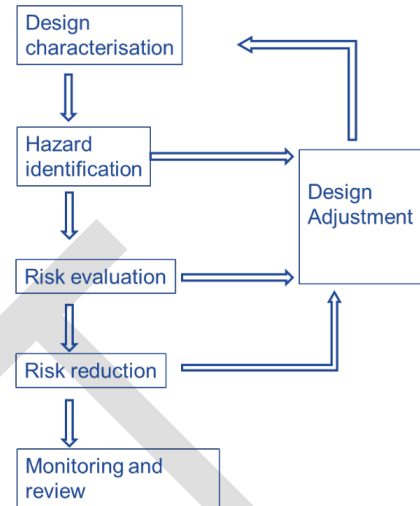 Design
characterisation
Hazard
identification
Design
Adjustment
Risk evaluation
Risk reduction
Monitoring and
review